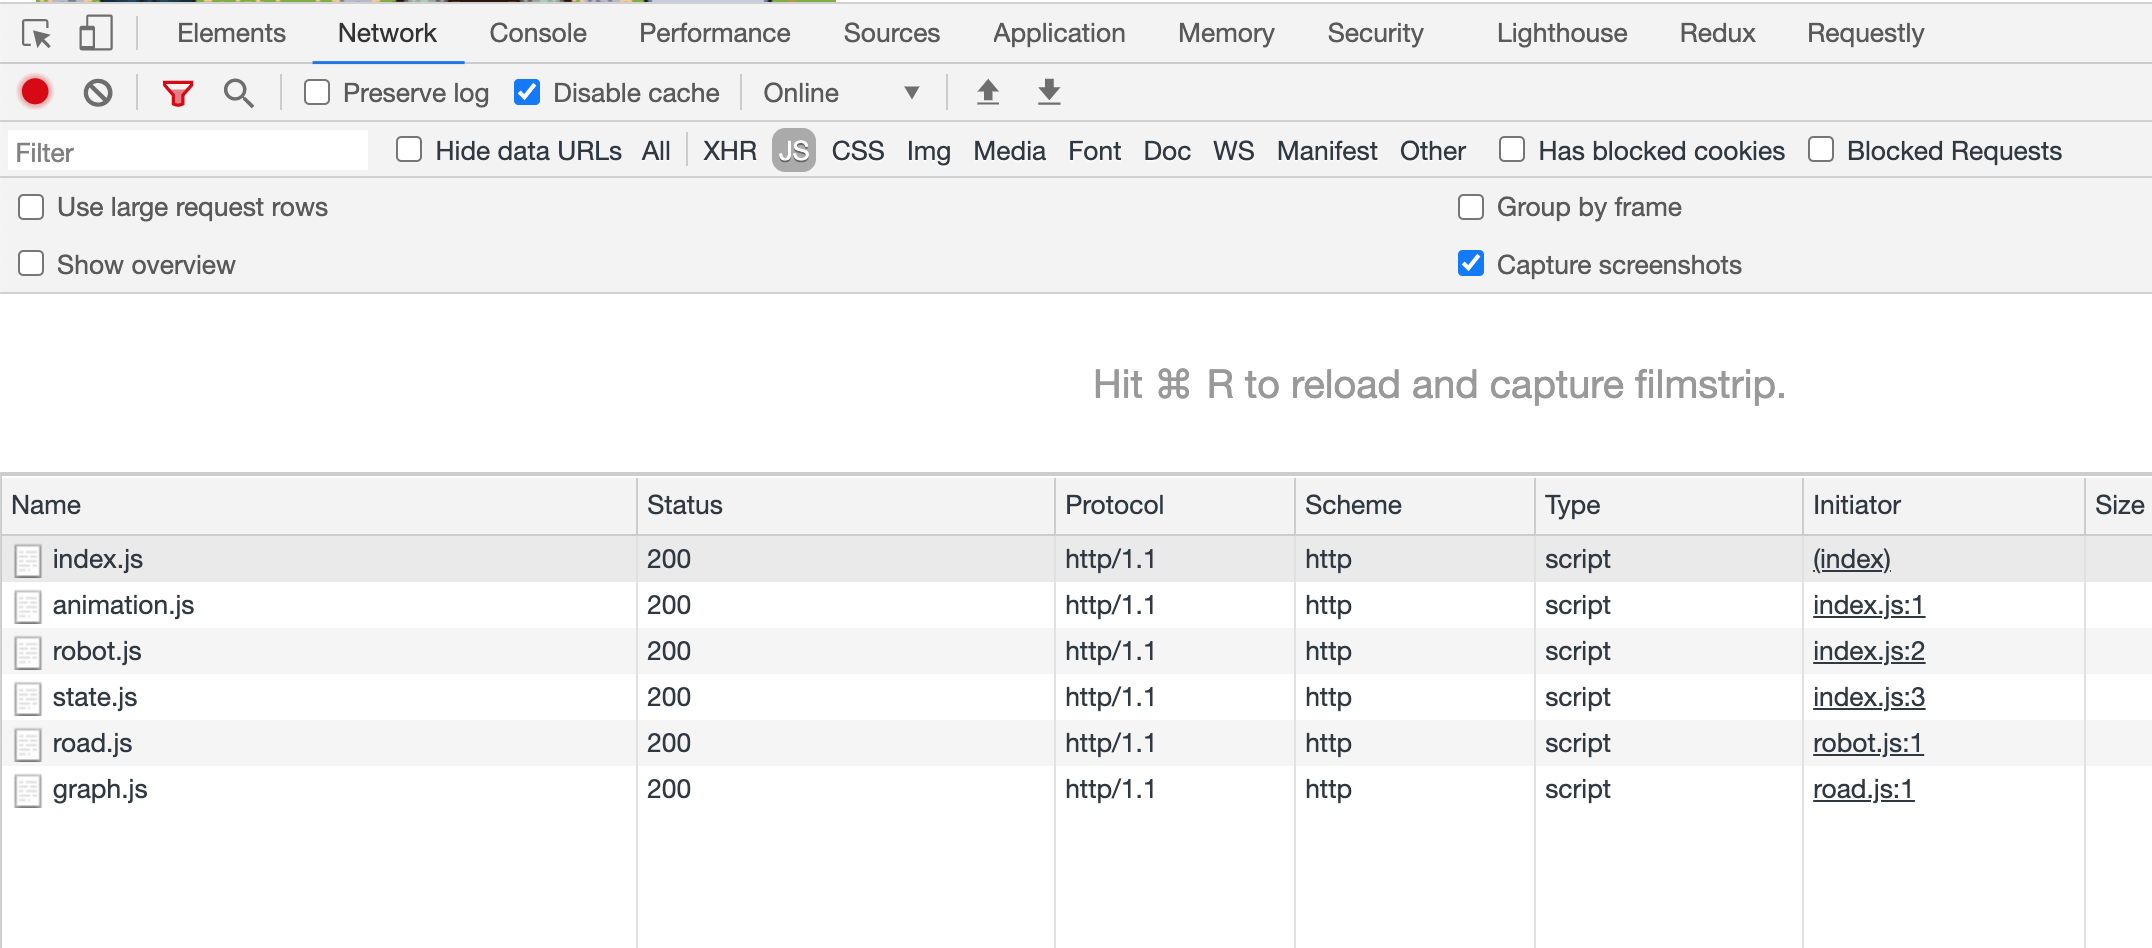 Elements Network Console Performance Sources Application Memory Security Lighthouse Redux Requestly
Preserve log Disable cache Online ▼
Filter Hide data URLs All XHR JS CSS Img Media Font Doc WS Manifest Other Has blocked cookies Blocked Requests
Use large request rows Group by frame
Show overview Capture screenshots
Hit ⌘ R to reload and capture filmstrip.
Name Status Protocol Scheme Type Initiator Size
index.js 200 http/1.1 http script (index)
animation.js 200 http/1.1 http script index.js:1
robot.js 200 http/1.1 http script index.js:2
state.js 200 http/1.1 http script index.js:3
road.js 200 http/1.1 http script robot.js:1
graph.js 200 http/1.1 http script road.js:1